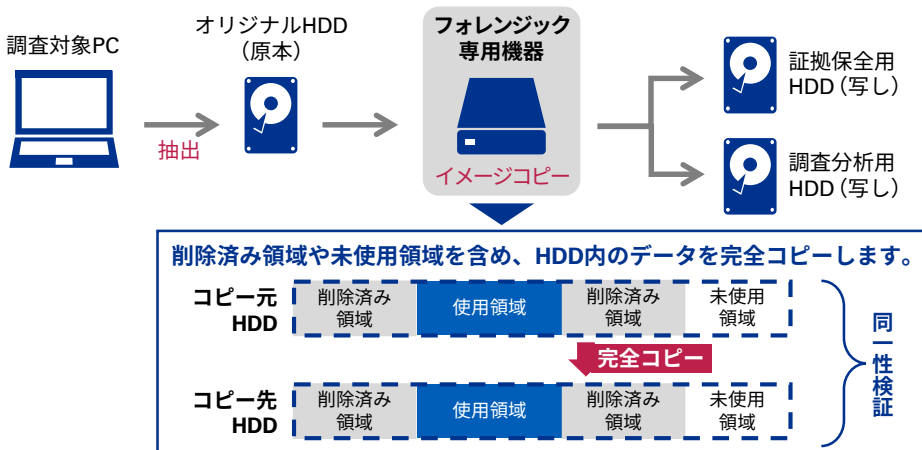 調査対象PC
抽出
オリジナルHDD
（原本）
フォレンジック
専用機器
イメージコピー
証拠保全用
HDD（写し）
調査分析用
HDD（写し）
削除済み領域や未使用領域を含め、HDD内のデータを完全コピーします。
コピー元
HDD
削除済み
領域
使用領域
削除済み
領域
未使用
領域
完全コピー
コピー先
HDD
削除済み
領域
使用領域
削除済み
領域
未使用
領域
同一性検証